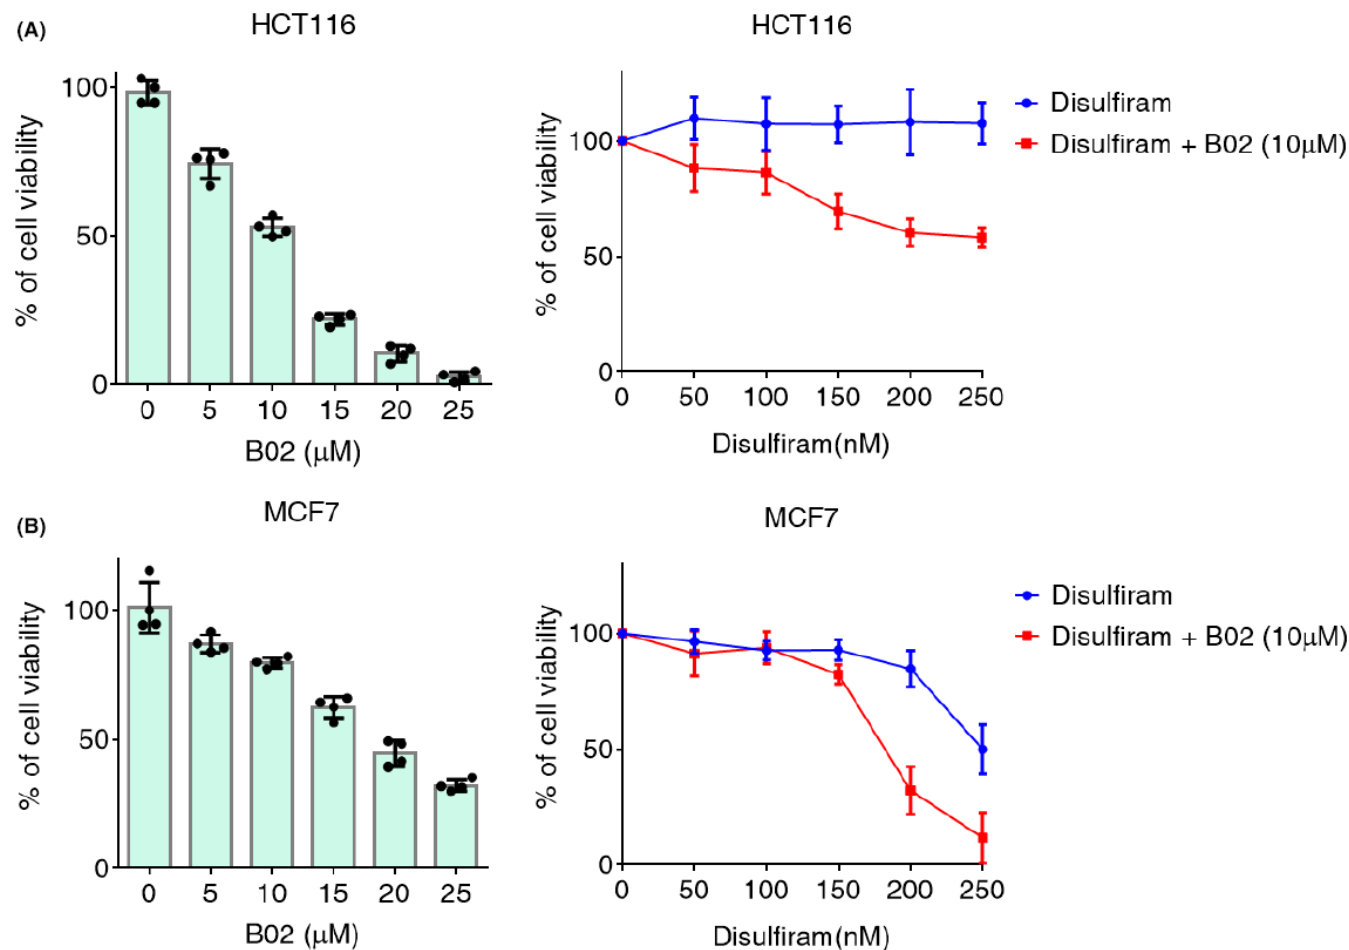 (A)
HCT116
% of cell viability
100
50
0
0 5 10 15 20 25
B02 (μM)
HCT116
% of cell viability
100
50
0
0 50 100 150 200 250
Disulfiram(nM)
Disulfiram
Disulfiram + B02 (10μM)
(B)
MCF7
% of cell viability
100
50
0
0 5 10 15 20 25
B02 (μM)
MCF7
% of cell viability
100
50
0
0 50 100 150 200 250
Disulfiram(nM)
Disulfiram
Disulfiram + B02 (10μM)